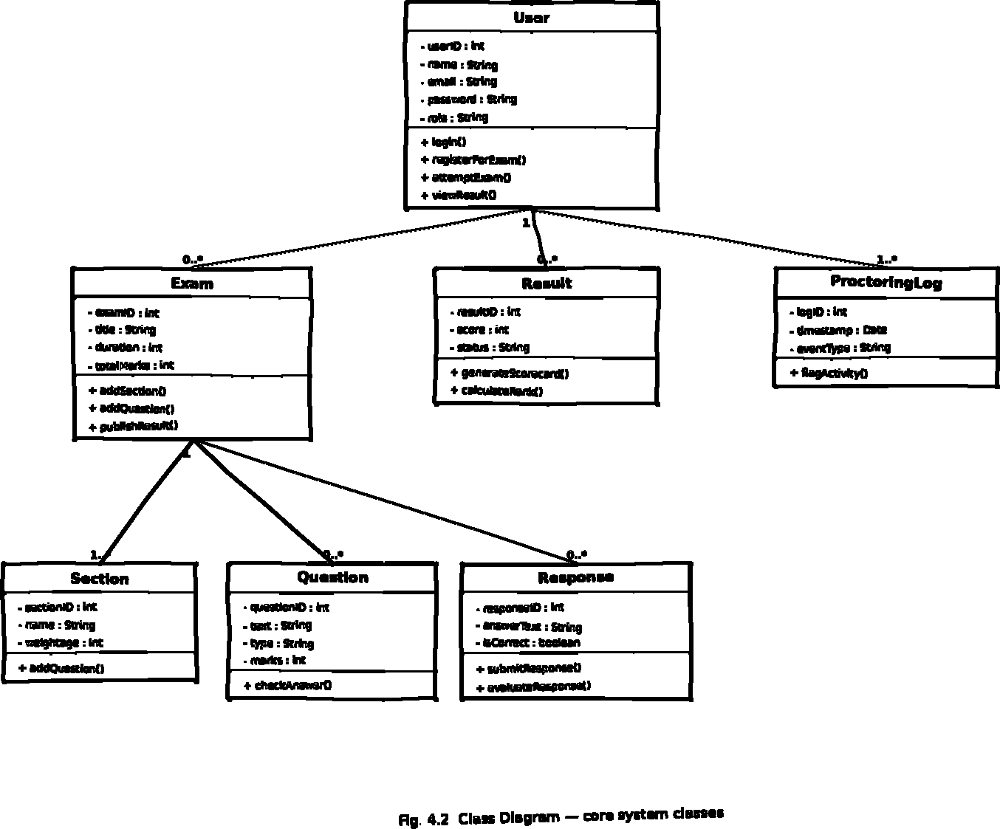 User
- userID : int
- name : String
- email : String
- password : String
- role : String
+ login()
+ registerForExam()
+ attemptExam()
+ viewResult()
1
0..*
0..*
1..*
Exam
- examID : int
- title : String
- duration : int
- totalMarks : int
+ addSection()
+ addQuestion()
+ publishResult()
Result
- resultID : int
- score : int
- status : String
+ generateScorecard()
+ calculateRank()
ProctoringLog
- logID : int
- timestamp : Date
- eventType : String
+ flagActivity()
1
1..*
0..*
0..*
Section
- sectionID : int
- name : String
- weightage : int
+ addQuestion()
Question
- questionID : int
- text : String
- type : String
- marks : int
+ checkAnswer()
Response
- responseID : int
- answerText : String
- isCorrect : boolean
+ submitResponse()
+ evaluateResponse()
Fig. 4.2 Class Diagram — core system classes